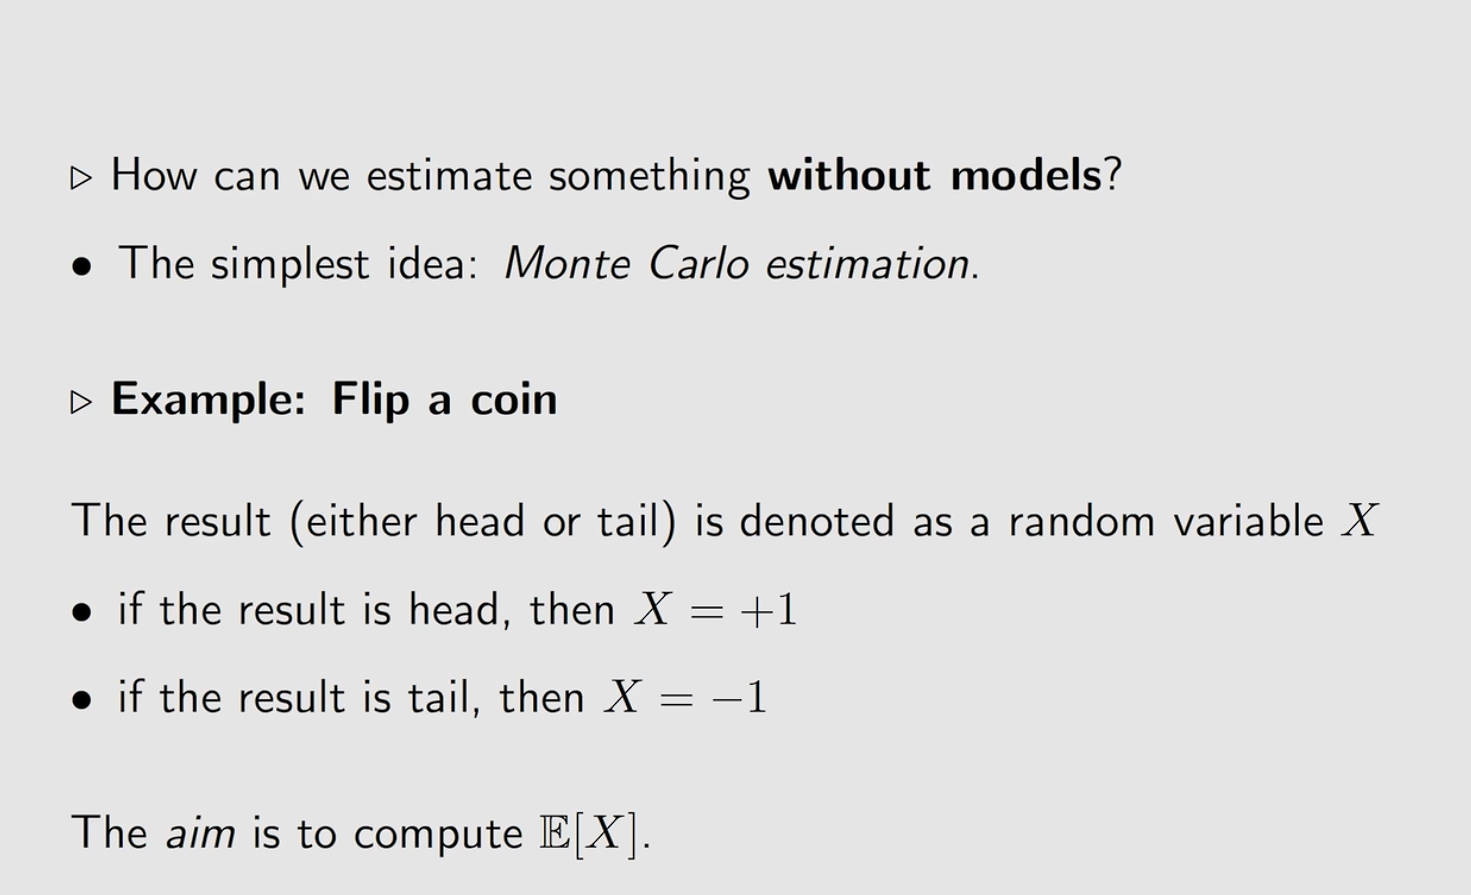 ▷ How can we estimate something without models?
• The simplest idea: Monte Carlo estimation.
▷ Example: Flip a coin
The result (either head or tail) is denoted as a random variable X
• if the result is head, then X = +1
• if the result is tail, then X = −1
The aim is to compute 𝔼[X].